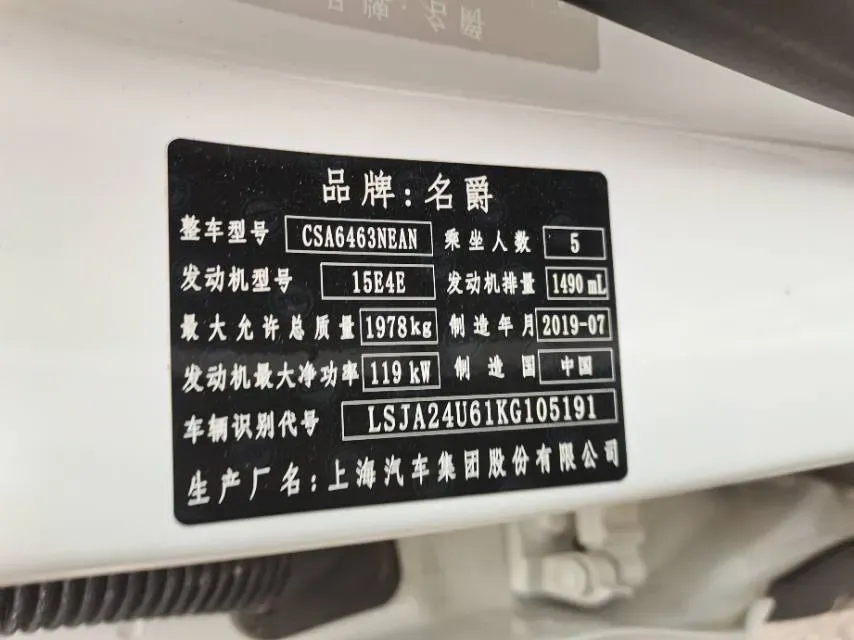 品牌:名爵
品牌:名爵
整车型号 CSA6463NEAN 乘坐人数 5
发动机型号 15E4E 发动机排量 1490 mL
最大允许总质量 1978kg 制造年月 2019-07
发动机最大净功率 119 kW 制造国 中国
车辆识别代号 LSJA24U61KG105191
生产厂名:上海汽车集团股份有限公司